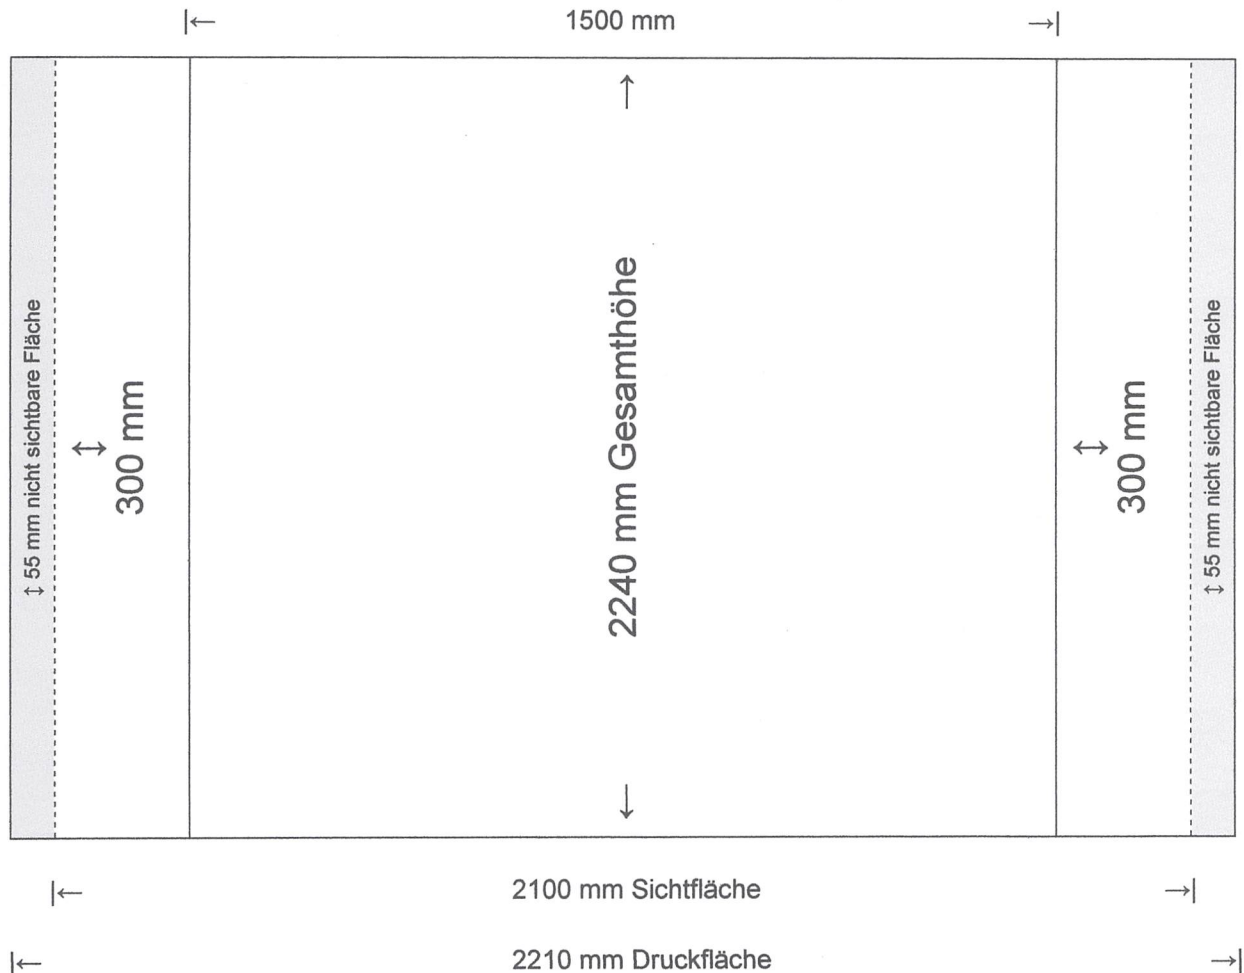 1500 mm
↕ 55 mm nicht sichtbare Fläche
300 mm
2240 mm Gesamthöhe
300 mm
↕ 55 mm nicht sichtbare Fläche
2100 mm Sichtfläche
2210 mm Druckfläche